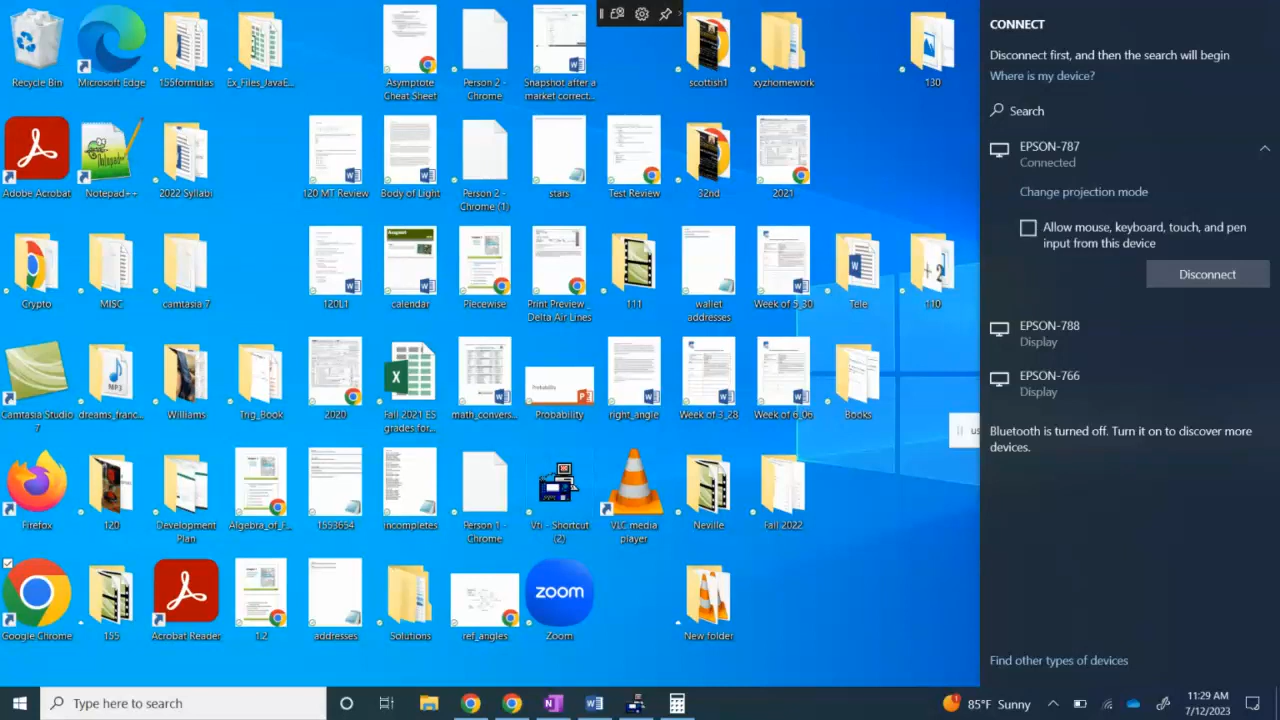 Recycle Bin
Microsoft Edge
155formulas
Ex_Files_JavaE...
Asymptote
Cheat Sheet
Person 2 -
Chrome
Snapshot after a
market correct...
scottish1
xyzhomework
130
Adobe Acrobat
Notepad++
2022 Syllabi
120 MT Review
Body of Light
Person 2 -
Chrome (1)
stars
Test Review
32nd
2021
Crypto
MISC
camtasia 7
120L1
calendar
Piecewise
Print Preview_
Delta Air Lines
111
wallet
addresses
Week of 5_30
Tele
110
Camtasia Studio
7
dreams_franc...
Williams
Trig_Book
2020
Fall 2021 ES
grades for...
math_convers...
Probability
Probability
right_angle
Week of 3_28
Week of 6_06
Books
Firefox
120
Development
Plan
Algebra_of_F...
1553654
incompletes
Person 1 -
Chrome
Vti - Shortcut
(2)
VLC media
player
Neville
Fall 2022
Google Chrome
155
Acrobat Reader
1.2
addresses
Solutions
ref_angles
zoom
Zoom
New folder
CONNECT
Disconnect first, and then the search will begin
Where is my device?
Search
EPSON-787
Connected
Change projection mode
Allow mouse, keyboard, touch, and pen
input from this device
Disconnect
EPSON-788
Display
EPSON-766
Display
Bluetooth is turned off. Turn it on to discover more
devices.
Find other types of devices
Type here to search
85°F Sunny
11:29 AM
7/12/2023